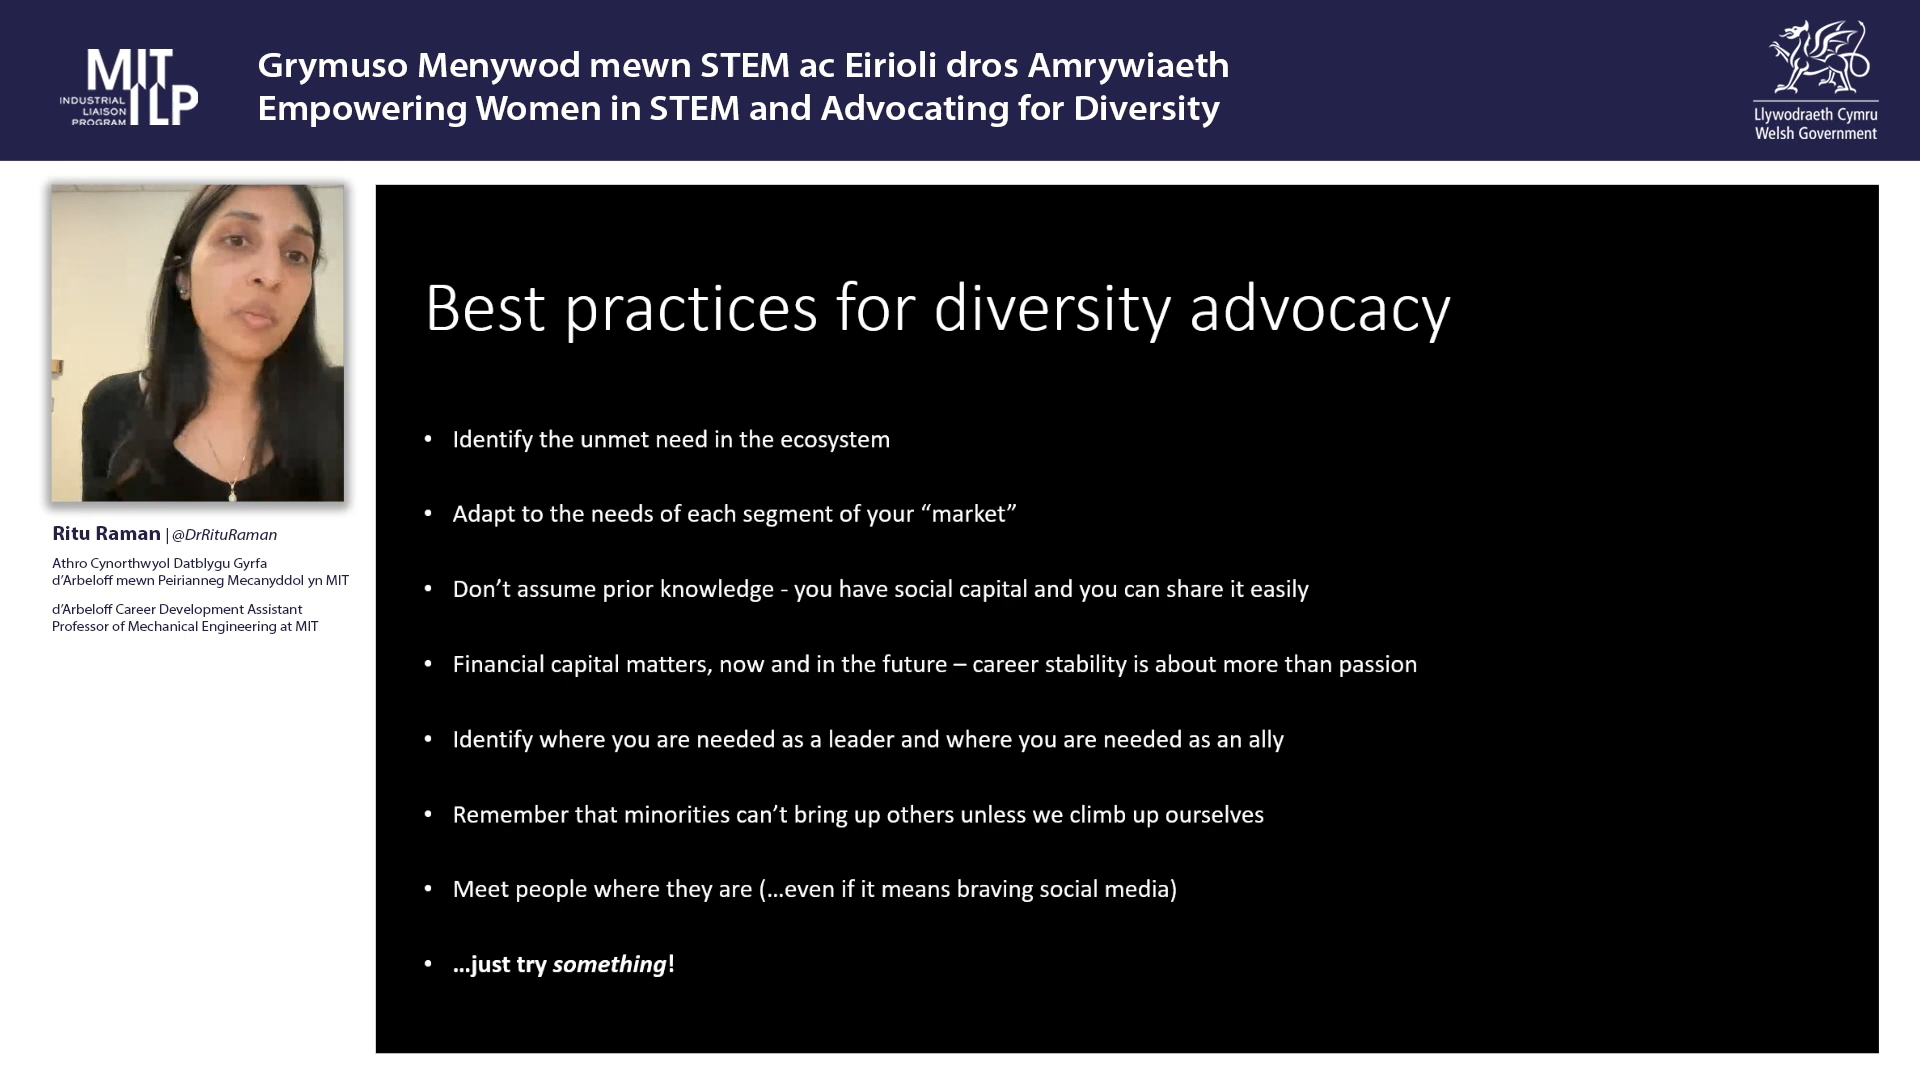 MIT
INDUSTRIAL
LIAISON
PROGRAM
ILP
Grymuso Menywod mewn STEM ac Eirioli dros Amrywiaeth
Empowering Women in STEM and Advocating for Diversity
Llywodraeth Cymru
Welsh Government
Ritu Raman | @DrRituRaman
Athro Cynorthwyol Datblygu Gyrfa
d’Arbeloff mewn Peirianneg Mecanyddol yn MIT
d’Arbeloff Career Development Assistant
Professor of Mechanical Engineering at MIT
Best practices for diversity advocacy
• Identify the unmet need in the ecosystem
• Adapt to the needs of each segment of your “market”
• Don’t assume prior knowledge - you have social capital and you can share it easily
• Financial capital matters, now and in the future – career stability is about more than passion
• Identify where you are needed as a leader and where you are needed as an ally
• Remember that minorities can’t bring up others unless we climb up ourselves
• Meet people where they are (…even if it means braving social media)
• …just try something!